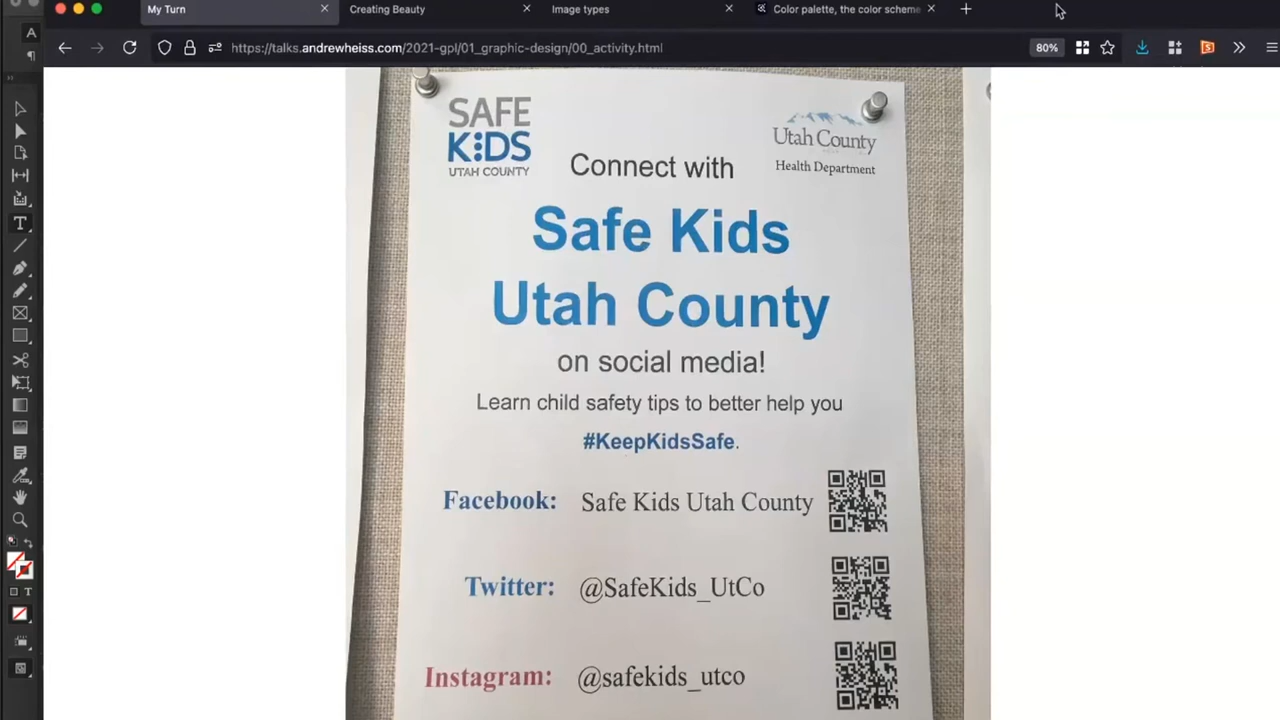 My Turn
Creating Beauty
Image types
Color palette, the color scheme
https://talks.andrewheiss.com/2021-gpl/01_graphic-design/00_activity.html
80%
SAFE
KIDS
UTAH COUNTY
Utah County
Health Department
Connect with
Safe Kids
Utah County
on social media!
Learn child safety tips to better help you
#KeepKidsSafe.
Facebook: Safe Kids Utah County
Twitter: @SafeKids_UtCo
Instagram: @safekids_utco